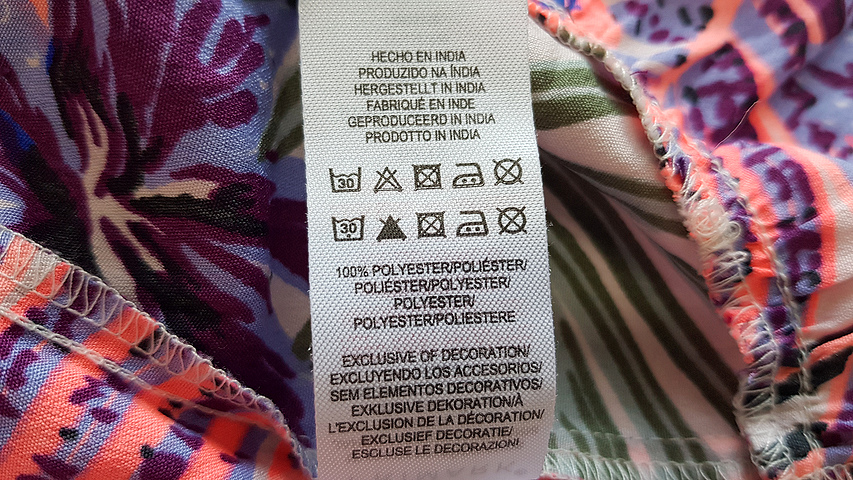 HECHO EN INDIA
PRODUZIDO NA ÍNDIA
HERGESTELLT IN INDIA
FABRIQUÉ EN INDE
GEPRODUCEERD IN INDIA
PRODOTTO IN INDIA
30
30
100% POLYESTER/POLIÉSTER/
POLIÉSTER/POLYESTER/
POLYESTER/
POLYESTER/POLIESTERE
EXCLUSIVE OF DECORATION/
EXCLUYENDO LOS ACCESORIOS/
SEM ELEMENTOS DECORATIVOS/
EXKLUSIVE DEKORATION/À
L'EXCLUSION DE LA DÉCORATION/
EXCLUSIEF DECORATIE/
ESCLUSE LE DECORAZIONI